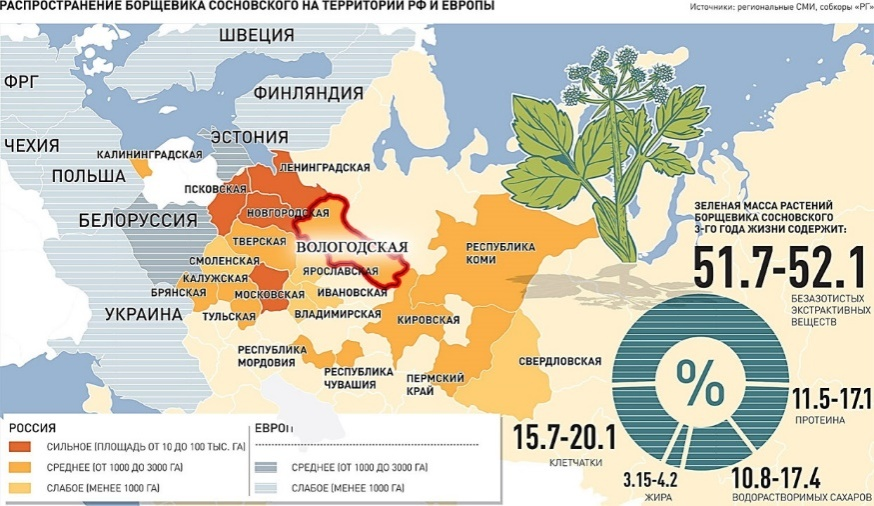 РАСПРОСТРАНЕНИЕ БОРЩЕВИКА СОСНОВСКОГО НА ТЕРРИТОРИИ РФ И ЕВРОПЫ
Источники: региональные СМИ, собкоры «РГ»
ШВЕЦИЯ
ФРГ
ФИНЛЯНДИЯ
ЧЕХИЯ
ЭСТОНИЯ
КАЛИНИНГРАДСКАЯ
ПОЛЬША
ЛЕНИНГРАДСКАЯ
ПСКОВСКАЯ
БЕЛОРУССИЯ
НОВГОРОДСКАЯ
ТВЕРСКАЯ
ВОЛОГОДСКАЯ
РЕСПУБЛИКА
КОМИ
СМОЛЕНСКАЯ
КАЛУЖСКАЯ
ЯРОСЛАВСКАЯ
БРЯНСКАЯ
МОСКОВСКАЯ
ИВАНОВСКАЯ
УКРАИНА
ТУЛЬСКАЯ
ВЛАДИМИРСКАЯ
КИРОВСКАЯ
РЕСПУБЛИКА
МОРДОВИЯ
РЕСПУБЛИКА
ЧУВАШИЯ
ПЕРМСКИЙ
КРАЙ
СВЕРДЛОВСКАЯ
ЗЕЛЕНАЯ МАССА РАСТЕНИЙ
БОРЩЕВИКА СОСНОВСКОГО
3-ГО ГОДА ЖИЗНИ СОДЕРЖИТ:
51.7-52.1
БЕЗАЗОТИСТЫХ
ЭКСТРАКТИВНЫХ
ВЕЩЕСТВ
%
11.5-17.1
ПРОТЕИНА
15.7-20.1
КЛЕТЧАТКИ
3.15-4.2
ЖИРА
10.8-17.4
ВОДОРАСТВОРИМЫХ САХАРОВ
РОССИЯ
СИЛЬНОЕ (ПЛОЩАДЬ ОТ 10 ДО 100 ТЫС. ГА)
СРЕДНЕЕ (ОТ 1000 ДО 3000 ГА)
СЛАБОЕ (МЕНЕЕ 1000 ГА)
СРЕДНЕЕ (ОТ 1000 ДО 3000 ГА)
СЛАБОЕ (МЕНЕЕ 1000 ГА)